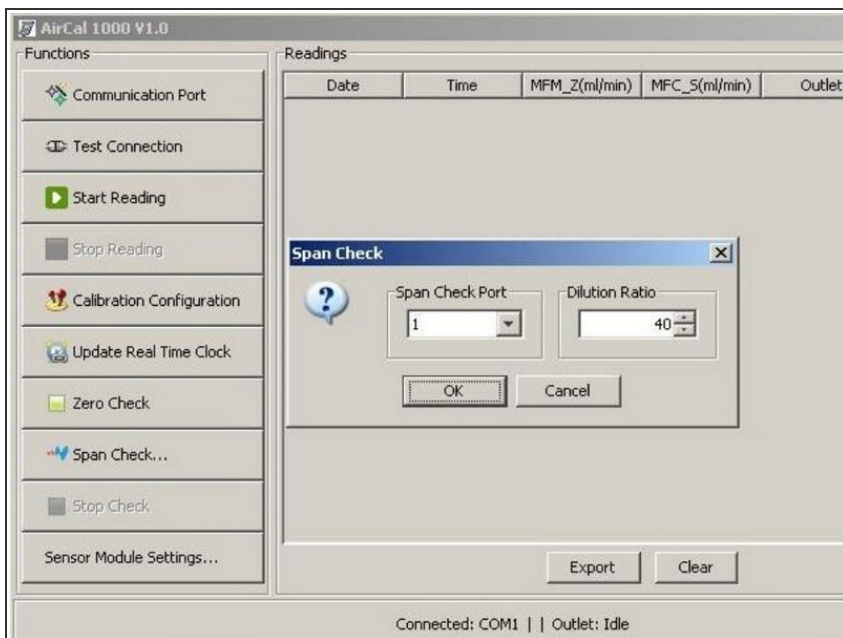 AirCal 1000 V1.0
Functions
Communication Port
Test Connection
Start Reading
Stop Reading
Calibration Configuration
Update Real Time Clock
Zero Check
Span Check...
Stop Check
Sensor Module Settings...
Readings
Date Time MFM_Z(ml/min) MFC_S(ml/min) Outlet
Span Check
Span Check Port Dilution Ratio
1 40
OK Cancel
Export Clear
Connected: COM1 | | Outlet: Idle